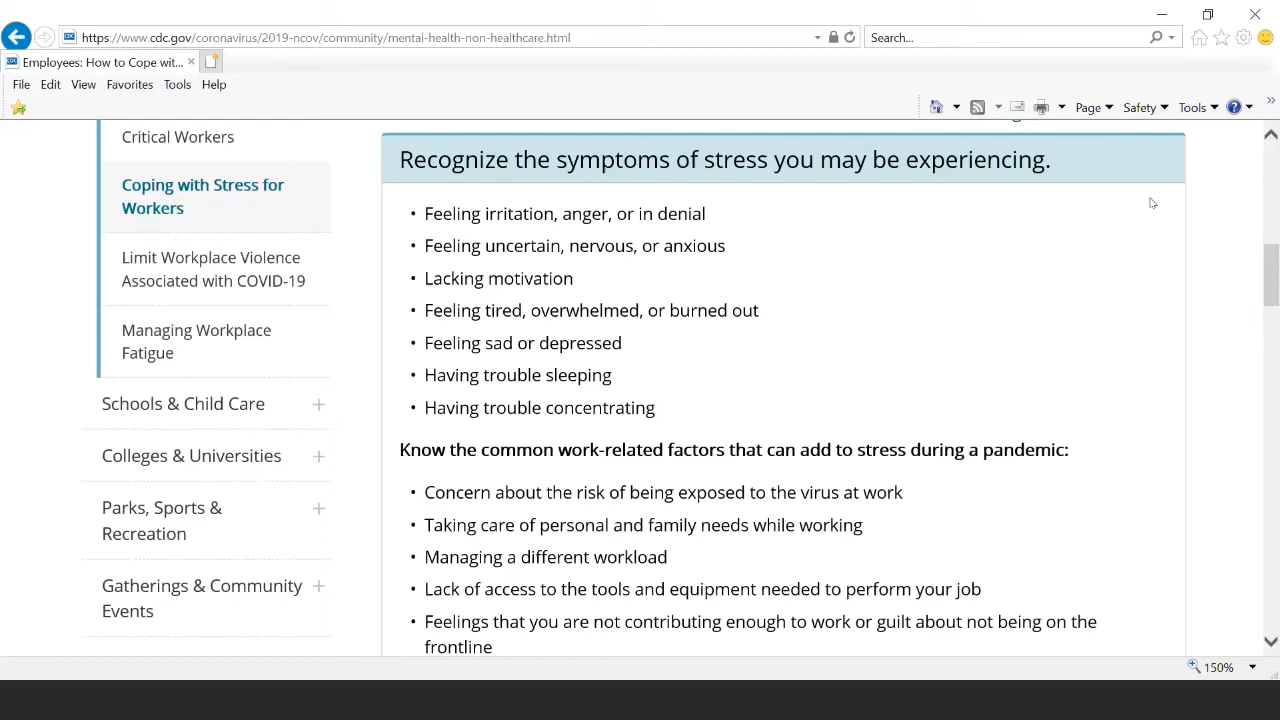 https://www.cdc.gov/coronavirus/2019-ncov/community/mental-health-non-healthcare.html
Search...
Employees: How to Cope wit...
File Edit View Favorites Tools Help
Page Safety Tools
Critical Workers
Coping with Stress for
Workers
Limit Workplace Violence
Associated with COVID-19
Managing Workplace
Fatigue
Schools & Child Care
Colleges & Universities
Parks, Sports &
Recreation
Gatherings & Community
Events
Recognize the symptoms of stress you may be experiencing.
• Feeling irritation, anger, or in denial
• Feeling uncertain, nervous, or anxious
• Lacking motivation
• Feeling tired, overwhelmed, or burned out
• Feeling sad or depressed
• Having trouble sleeping
• Having trouble concentrating
Know the common work-related factors that can add to stress during a pandemic:
• Concern about the risk of being exposed to the virus at work
• Taking care of personal and family needs while working
• Managing a different workload
• Lack of access to the tools and equipment needed to perform your job
• Feelings that you are not contributing enough to work or guilt about not being on the
frontline
150%